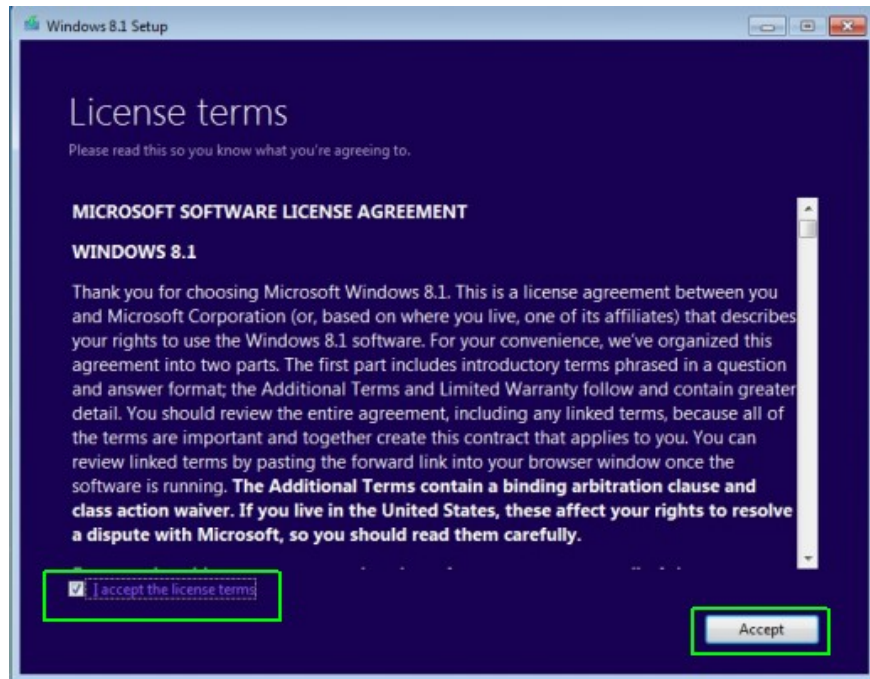 Windows 8.1 Setup
License terms
Please read this so you know what you're agreeing to.
MICROSOFT SOFTWARE LICENSE AGREEMENT
WINDOWS 8.1
Thank you for choosing Microsoft Windows 8.1. This is a license agreement between you
and Microsoft Corporation (or, based on where you live, one of its affiliates) that describes
your rights to use the Windows 8.1 software. For your convenience, we've organized this
agreement into two parts. The first part includes introductory terms phrased in a question
and answer format; the Additional Terms and Limited Warranty follow and contain greater
detail. You should review the entire agreement, including any linked terms, because all of
the terms are important and together create this contract that applies to you. You can
review linked terms by pasting the forward link into your browser window once the
software is running. The Additional Terms contain a binding arbitration clause and
class action waiver. If you live in the United States, these affect your rights to resolve
a dispute with Microsoft, so you should read them carefully.
I accept the license terms
Accept